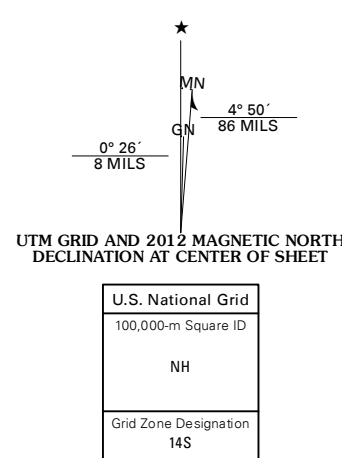 ★
MN
GN
4° 50´
86 MILS
0° 26´
8 MILS
UTM GRID AND 2012 MAGNETIC NORTH
DECLINATION AT CENTER OF SHEET
U.S. National Grid
100,000-m Square ID
NH
Grid Zone Designation
14S